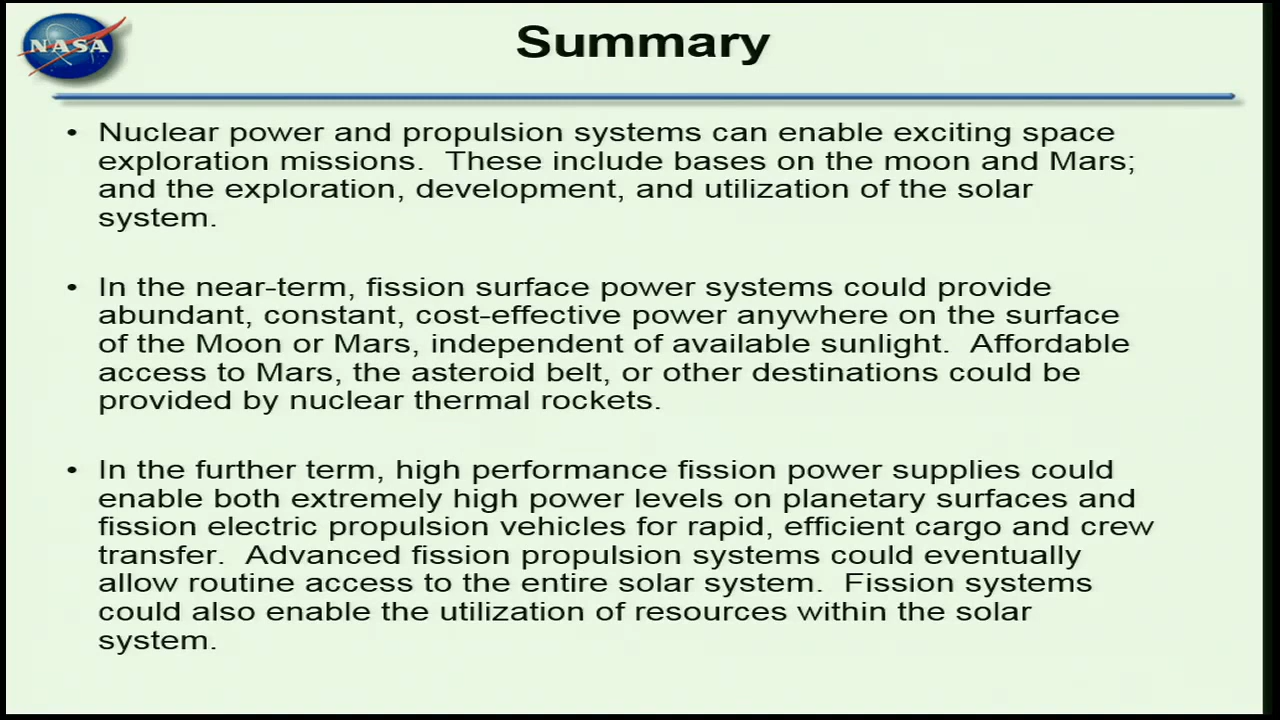 NASA
Summary
• Nuclear power and propulsion systems can enable exciting space
exploration missions.  These include bases on the moon and Mars;
and the exploration, development, and utilization of the solar
system.
• In the near-term, fission surface power systems could provide
abundant, constant, cost-effective power anywhere on the surface
of the Moon or Mars, independent of available sunlight.  Affordable
access to Mars, the asteroid belt, or other destinations could be
provided by nuclear thermal rockets.
• In the further term, high performance fission power supplies could
enable both extremely high power levels on planetary surfaces and
fission electric propulsion vehicles for rapid, efficient cargo and crew
transfer.  Advanced fission propulsion systems could eventually
allow routine access to the entire solar system.  Fission systems
could also enable the utilization of resources within the solar
system.